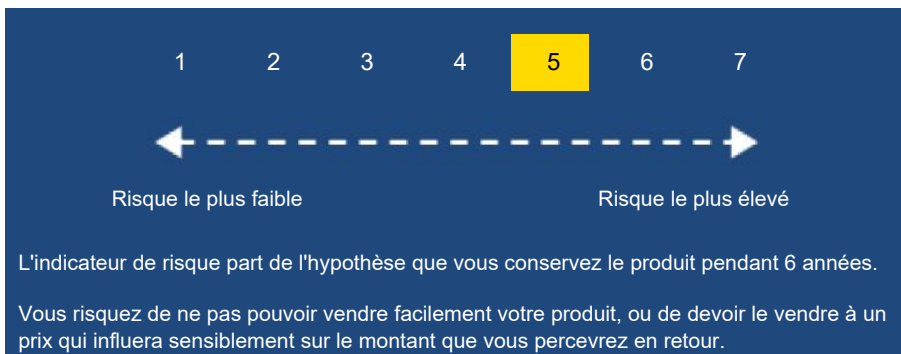 1 2 3 4 5 6 7
Risque le plus faible Risque le plus élevé
L'indicateur de risque part de l'hypothèse que vous conservez le produit pendant 6 années.
Vous risquez de ne pas pouvoir vendre facilement votre produit, ou de devoir le vendre à un
prix qui influera sensiblement sur le montant que vous percevrez en retour.